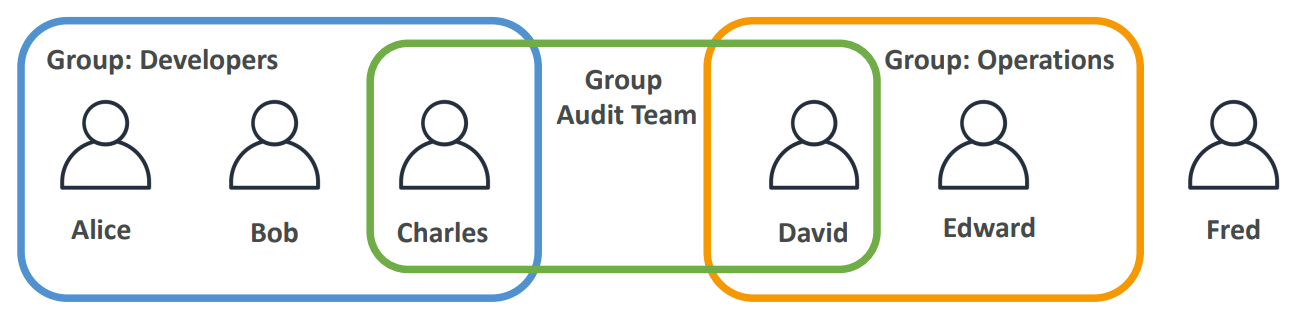 Group: Developers
Group
Audit Team
Group: Operations
Alice
Bob
Charles
David
Edward
Fred